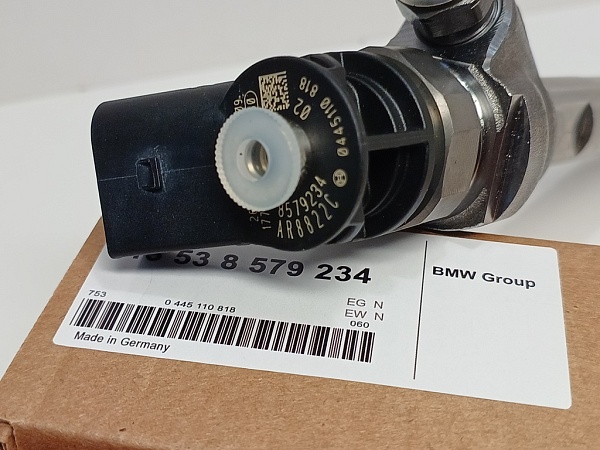 02
0445110 818
8579234
AR8822C
53 8 579 234
BMW Group
753
0 445 110 818
EG N
EW N
060
Made in Germany